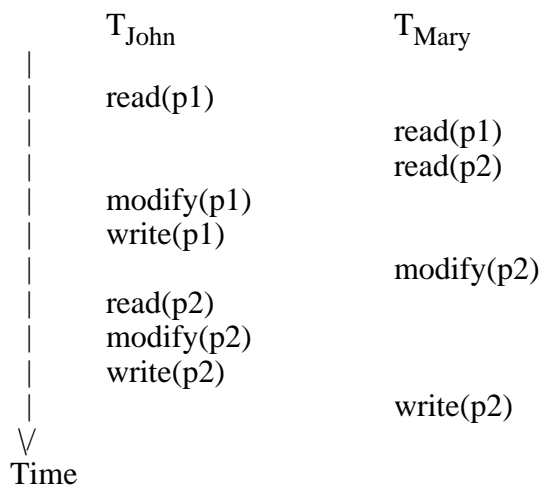 T_John T_Mary
read(p1)
read(p1)
read(p2)
modify(p1)
write(p1)
modify(p2)
read(p2)
modify(p2)
write(p2)
write(p2)
Time